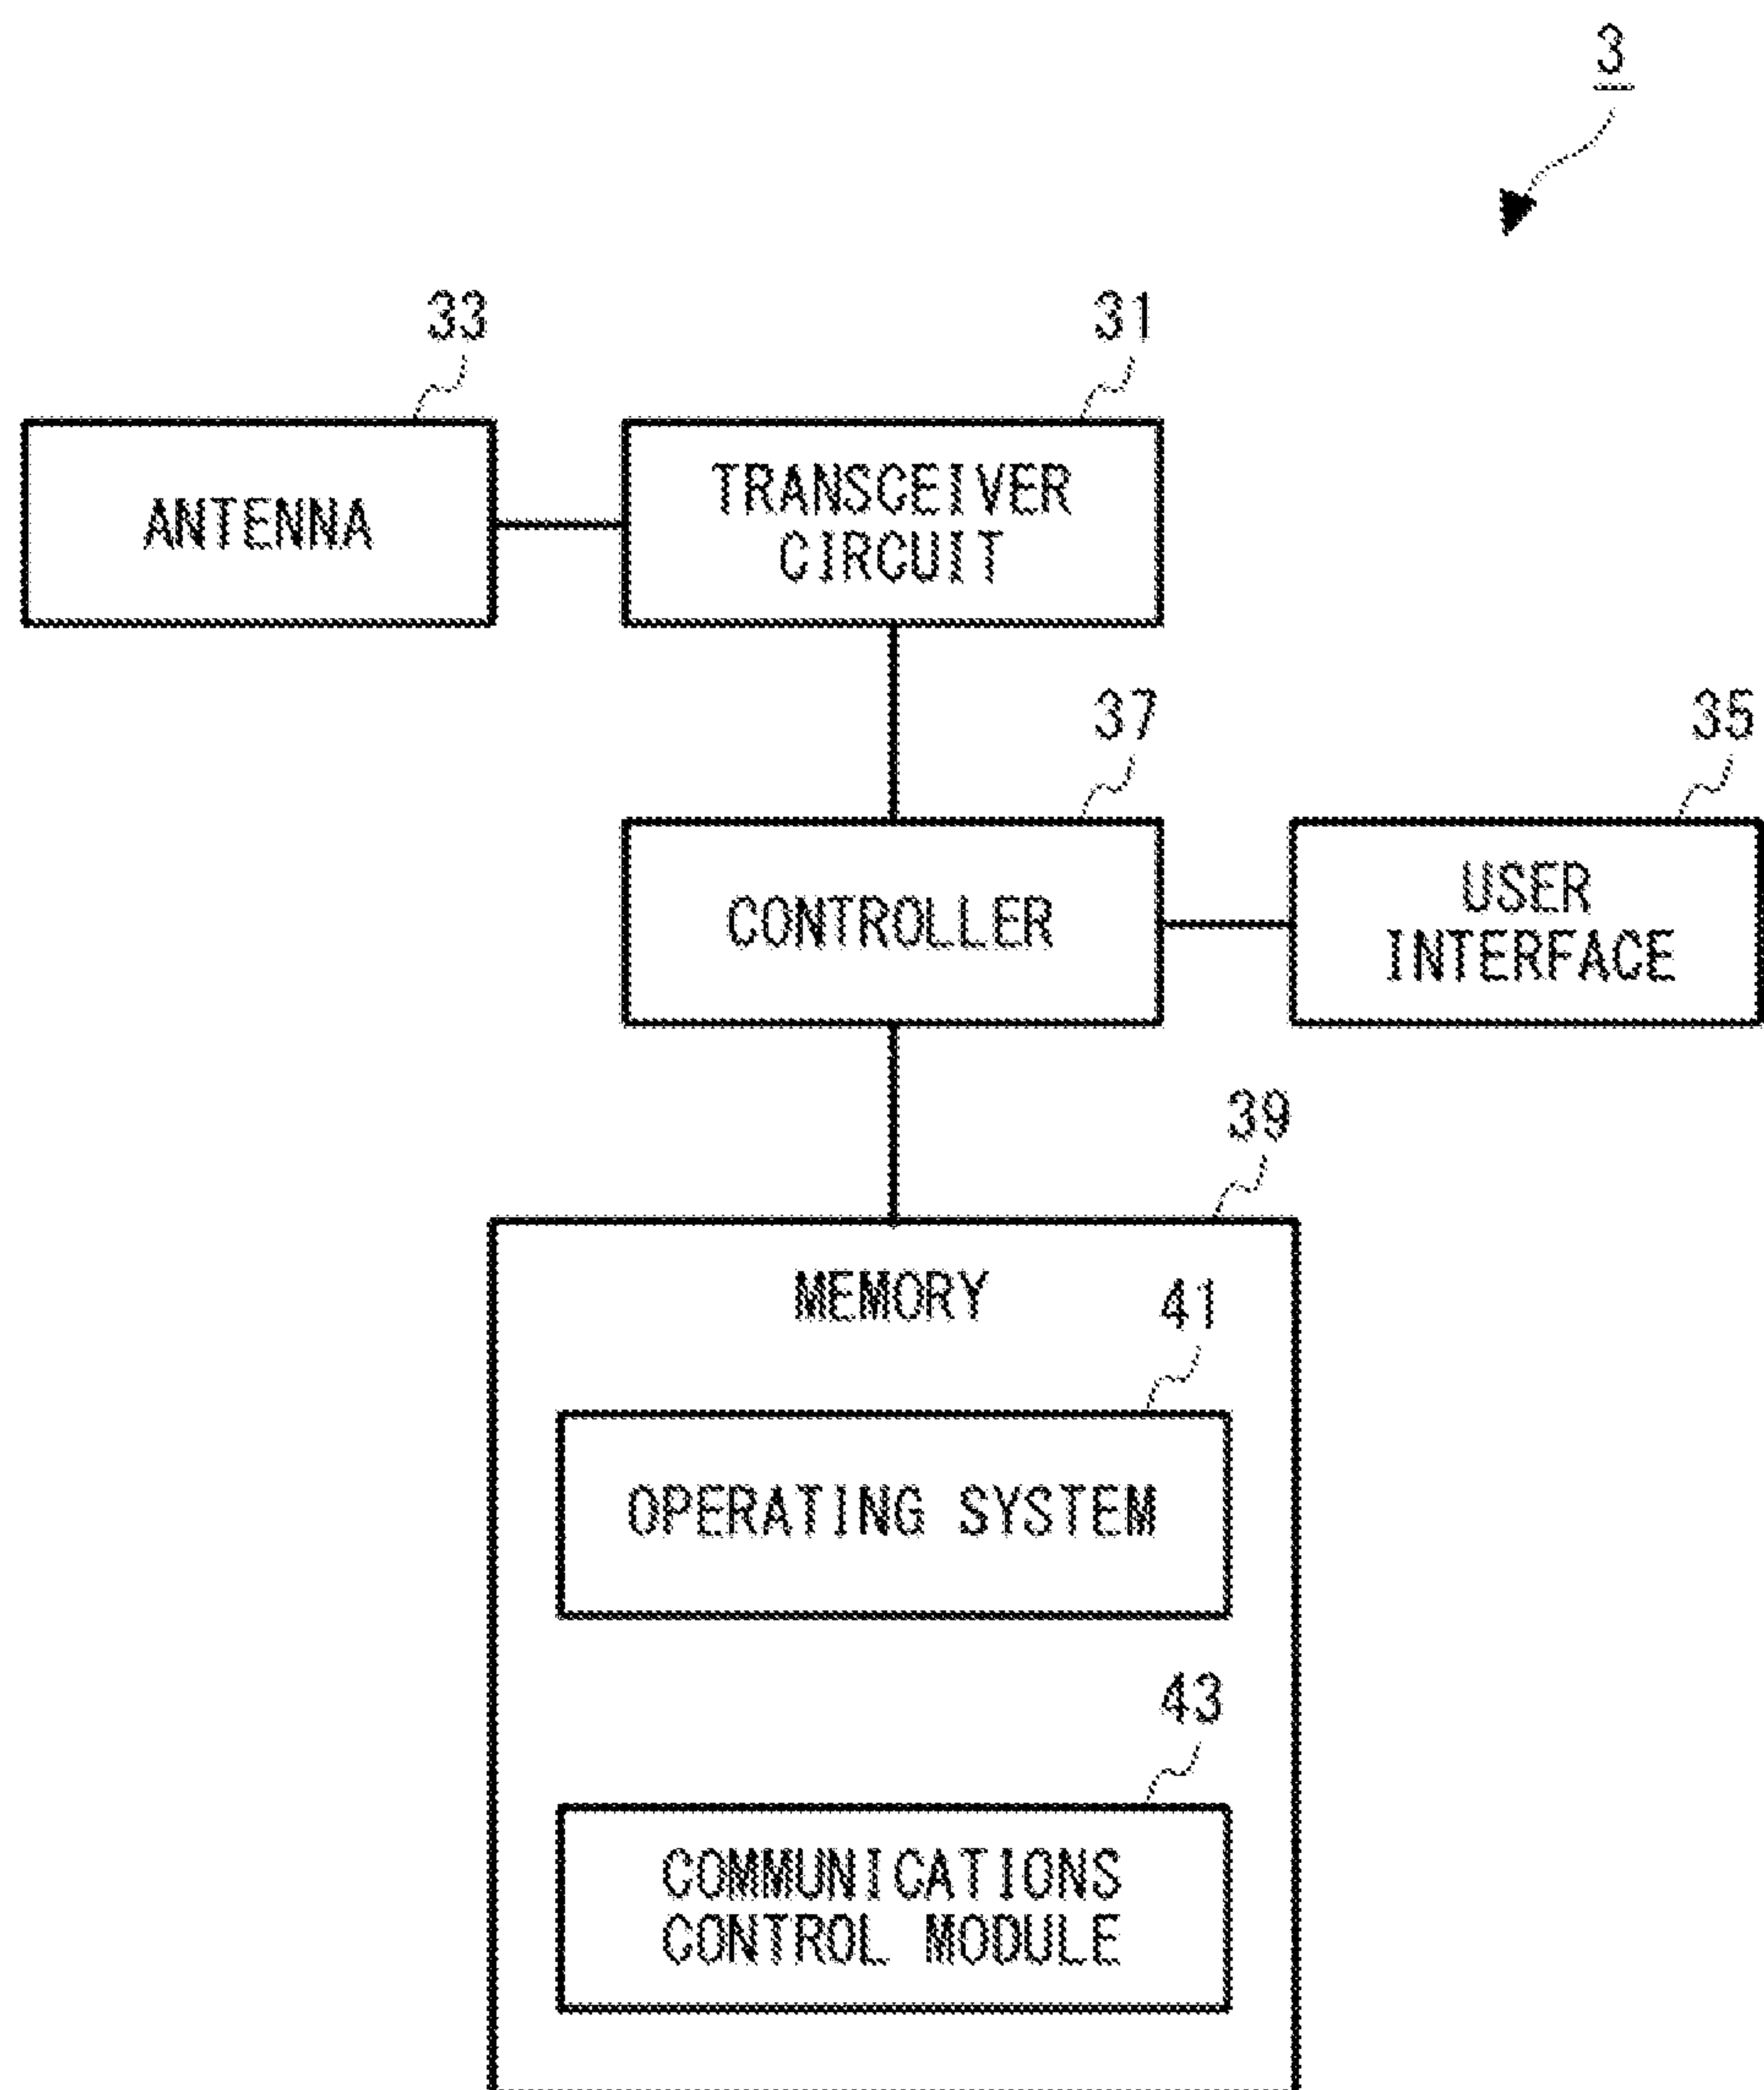 3
33
31
ANTENNA
TRANSCEIVER
CIRCUIT
37
35
CONTROLLER
USER
INTERFACE
39
MEMORY
41
OPERATING SYSTEM
43
COMMUNICATIONS
CONTROL MODULE